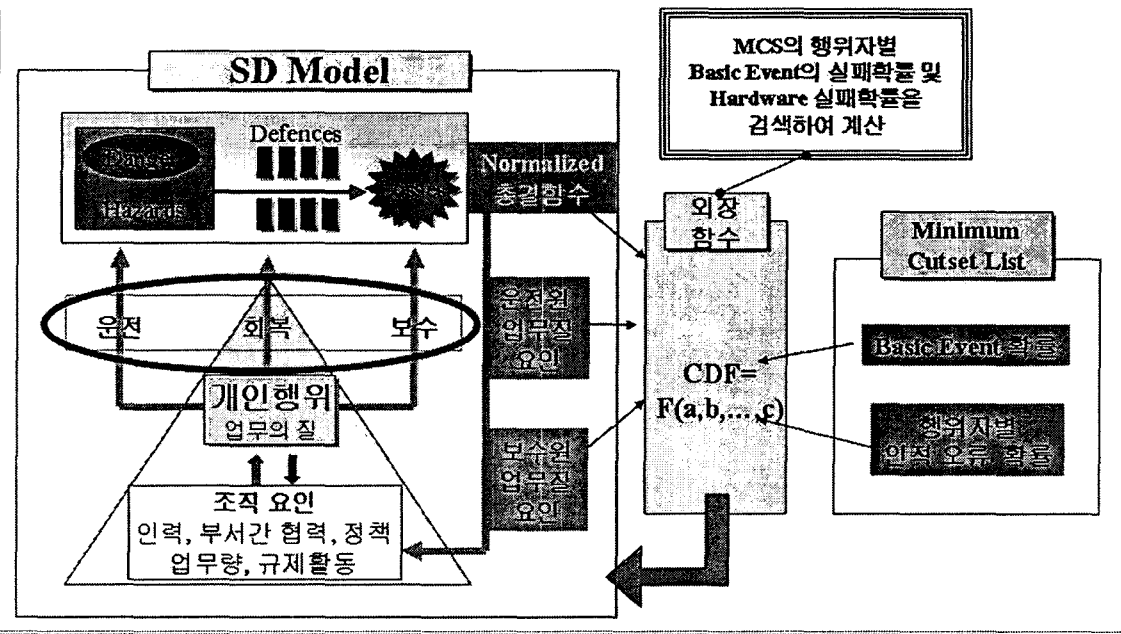 SD Model
Defences
Danger
Hazards
Normalized
총결함수
운전
회복
보수
개인행위
업무의 질
조직 요인
인력, 부서간 협력, 정책
업무량, 규제활동
운전원
업무질
요인
보수원
업무질
요인
MCS의 행위자별
Basic Event의 실패확률 및
Hardware 실패확률을
검색하여 계산
외장
함수
CDF=
F(a,b,…,c)
Minimum
Cutset List
Basic Event 확률
행위자별
인적 오류 확률